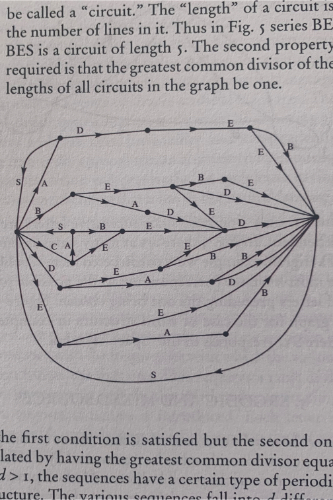 be called a “circuit.” The “length” of a circuit is
the number of lines in it. Thus in Fig. 5 series BE
BES is a circuit of length 5. The second property
required is that the greatest common divisor of the
lengths of all circuits in the graph be one.
D
E
S
A
E
B
B
E
B
E
B
D
A
D
E
S
B
E
D
C
A
E
D
E
E
B
A
D
B
E
E
B
A
S
he first condition is satisfied but the second on
lated by having the greatest common divisor equa
d > 1, the sequences have a certain type of periodi
ucture. The various sequences fall into d differ